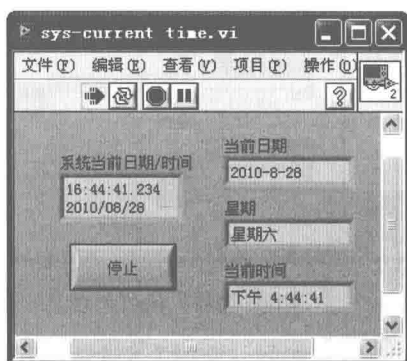 sys-current time.vi
文件(F) 编辑(E) 查看(V) 项目(P) 操作(O)
2
系统当前日期/时间
16:44:41.234
2010/08/28
停止
当前日期
2010-8-28
星期
星期六
当前时间
下午 4:44:41